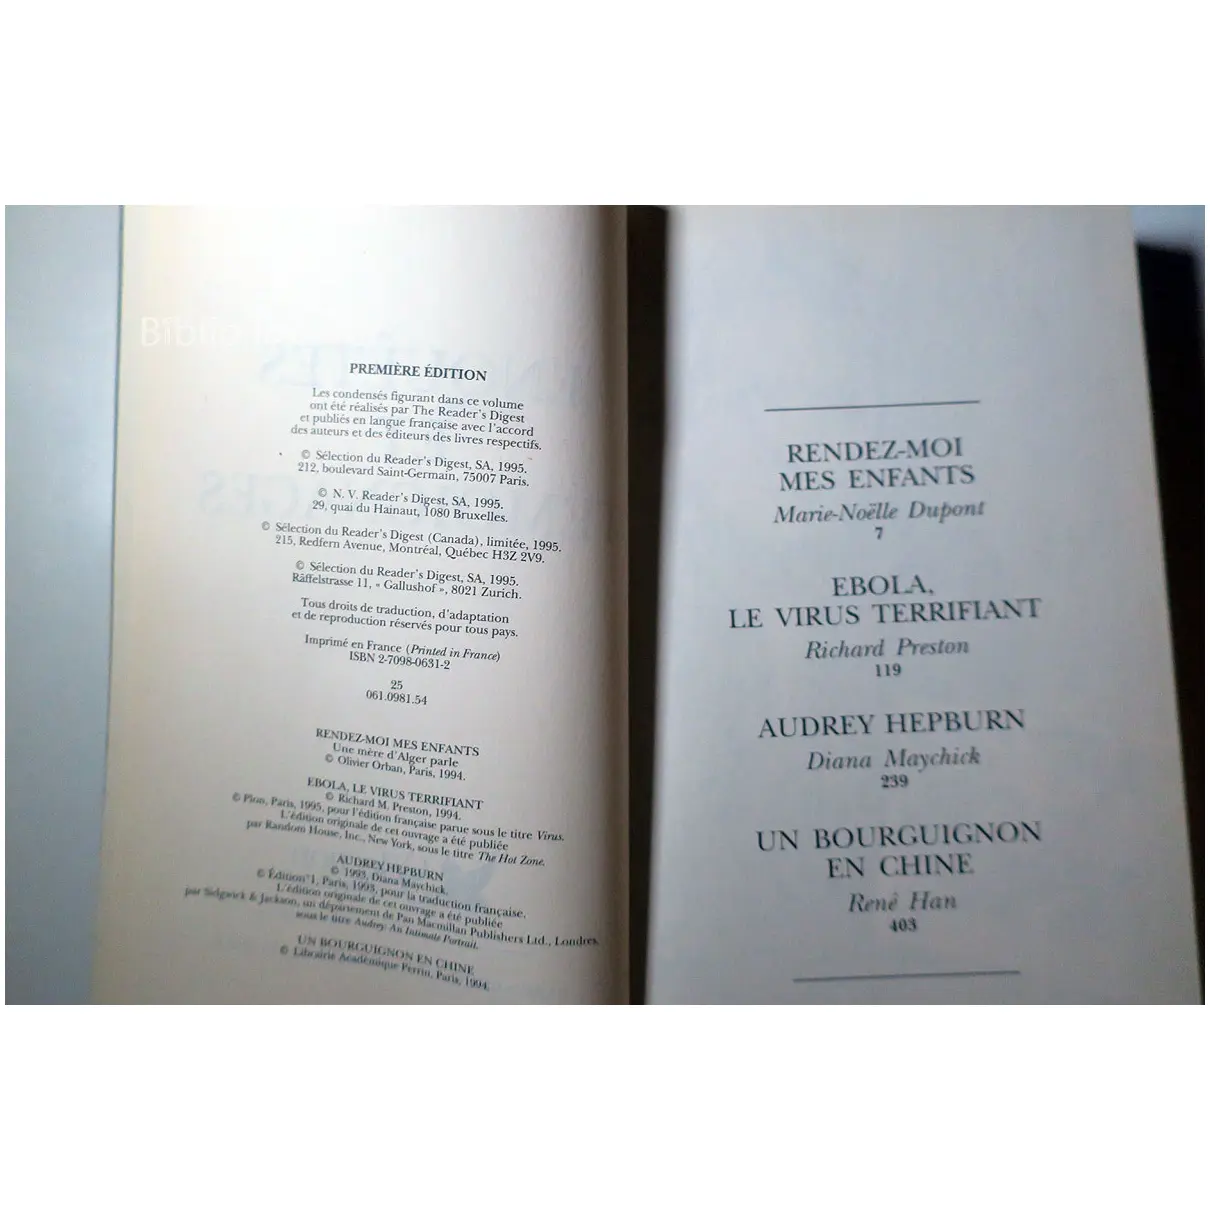 PREMIÈRE ÉDITION
Les condensés figurant dans ce volume
ont été réalisés par The Reader's Digest
et publiés en langue française avec l'accord
des auteurs et des éditeurs des livres respectifs.
© Sélection du Reader's Digest, SA, 1995.
212, boulevard Saint-Germain, 75007 Paris.
© N. V. Reader's Digest, SA, 1995.
29, quai du Hainaut, 1080 Bruxelles.
© Sélection du Reader's Digest (Canada), limitée, 1995.
215, Redfern Avenue, Montréal, Québec H3Z 2V9.
© Sélection du Reader's Digest, SA, 1995.
Räffelstrasse 11, « Gallushof », 8021 Zurich.
Tous droits de traduction, d'adaptation
et de reproduction réservés pour tous pays.
Imprimé en France (Printed in France)
ISBN 2-7098-0631-2
25
061.0981.54
RENDEZ-MOI MES ENFANTS
Une mère d'Alger parle
© Olivier Orban, Paris, 1994.
EBOLA, LE VIRUS TERRIFIANT
© Richard M. Preston, 1994.
© Plon, Paris, 1995, pour l'édition française parue sous le titre Virus.
L'édition originale de cet ouvrage a été publiée
par Random House, Inc., New York, sous le titre The Hot Zone.
AUDREY HEPBURN
© 1993, Diana Maychick.
© Édition°1, Paris, 1993, pour la traduction française.
L'édition originale de cet ouvrage a été publiée
par Sidgwick & Jackson, un département de Pan Macmillan Publishers Ltd., Londres,
sous le titre Audrey: An Intimate Portrait.
UN BOURGUIGNON EN CHINE
© Librairie Académique Perrin, Paris, 1994.
RENDEZ-MOI
MES ENFANTS
Marie-Noëlle Dupont
7
EBOLA,
LE VIRUS TERRIFIANT
Richard Preston
119
AUDREY HEPBURN
Diana Maychick
239
UN BOURGUIGNON
EN CHINE
René Han
403